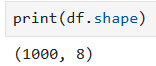 print(df.shape)
(1000, 8)